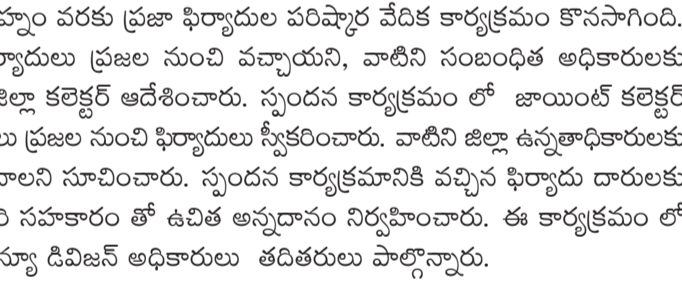 హ్నం వరకు ప్రజా ఫిర్యాదుల పరిష్కార వేదిక కార్యక్రమం కొనసాగింది.
ర్యాదులు ప్రజల నుంచి వచ్చాయని, వాటిని సంబంధిత అధికారులకు
జిల్లా కలెక్టర్ ఆదేశించారు. స్పందన కార్యక్రమం లో జాయింట్ కలెక్టర్
లు ప్రజల నుంచి ఫిర్యాదులు స్వీకరించారు. వాటిని జిల్లా ఉన్నతాధికారులకు
రాలని సూచించారు. స్పందన కార్యక్రమానికి వచ్చిన ఫిర్యాదు దారులకు
రి సహకారం తో ఉచిత అన్నదానం నిర్వహించారు. ఈ కార్యక్రమం లో
న్యూ డివిజన్ అధికారులు తదితరులు పాల్గొన్నారు.